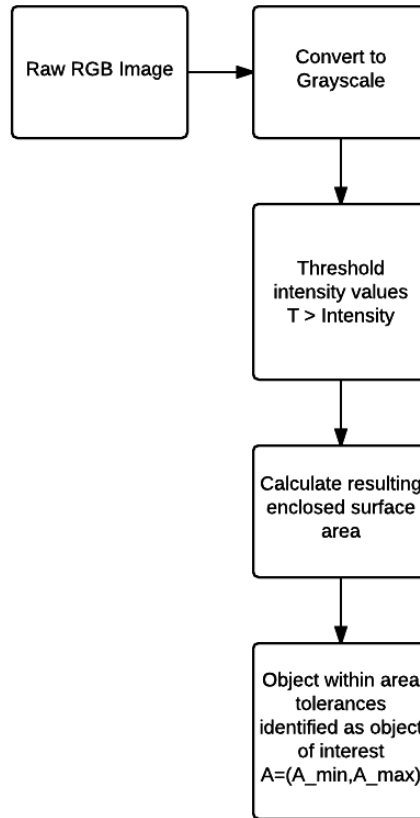 Raw RGB Image
Convert to
Grayscale
Threshold
intensity values
T > Intensity
Calculate resulting
enclosed surface
area
Object within area
tolerances
identified as object
of interest
A=(A_min,A_max)